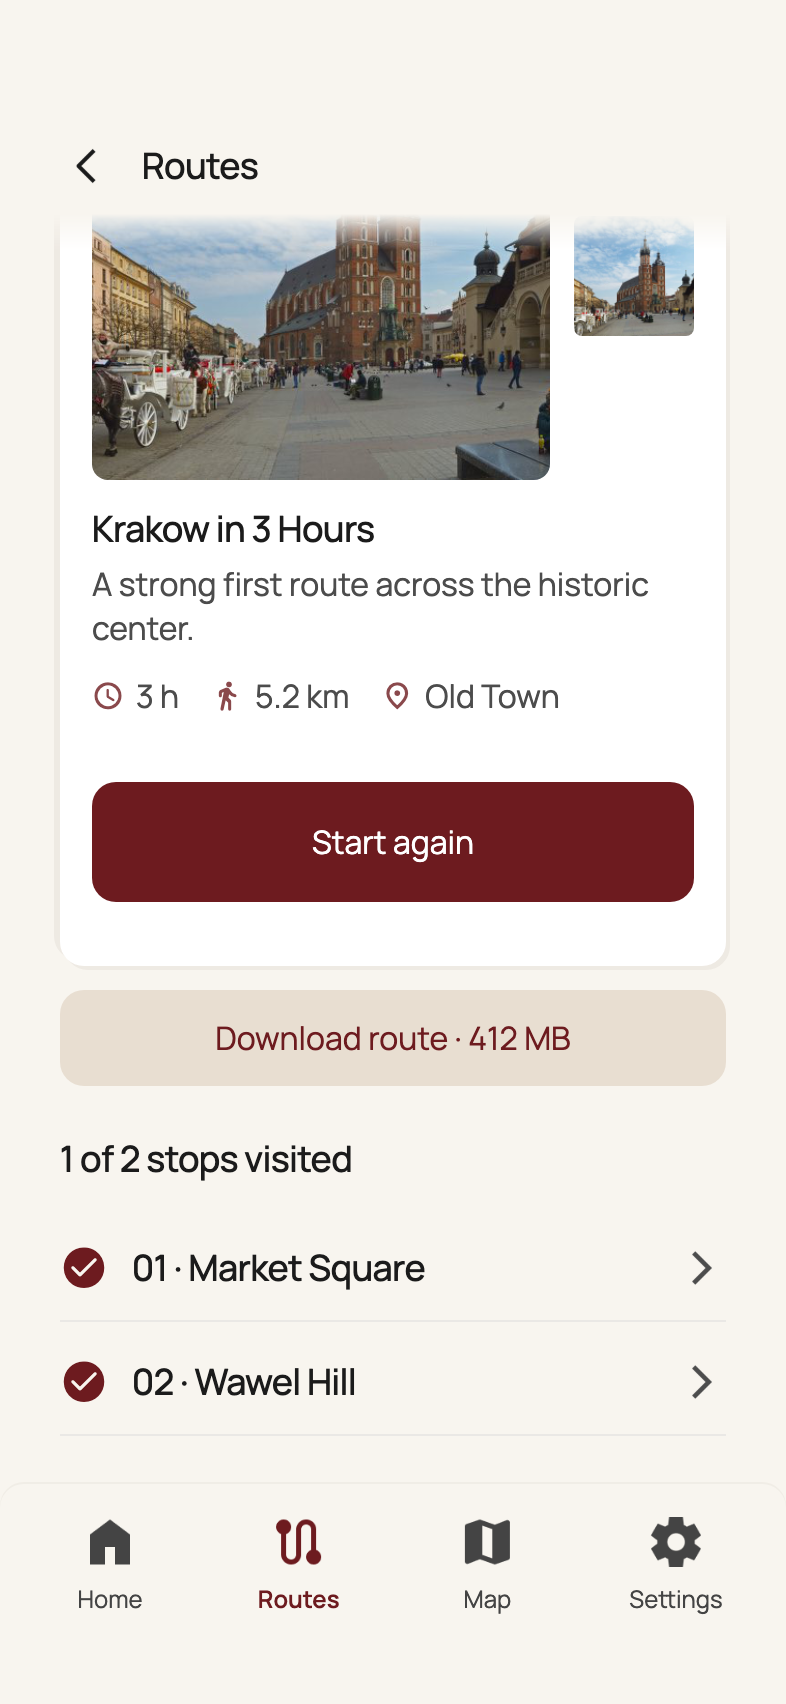 Routes
Krakow in 3 Hours
A strong first route across the historic
center.
3 h 5.2 km Old Town
Start again
Download route · 412 MB
1 of 2 stops visited
01 · Market Square
02 · Wawel Hill
Home Routes Map Settings